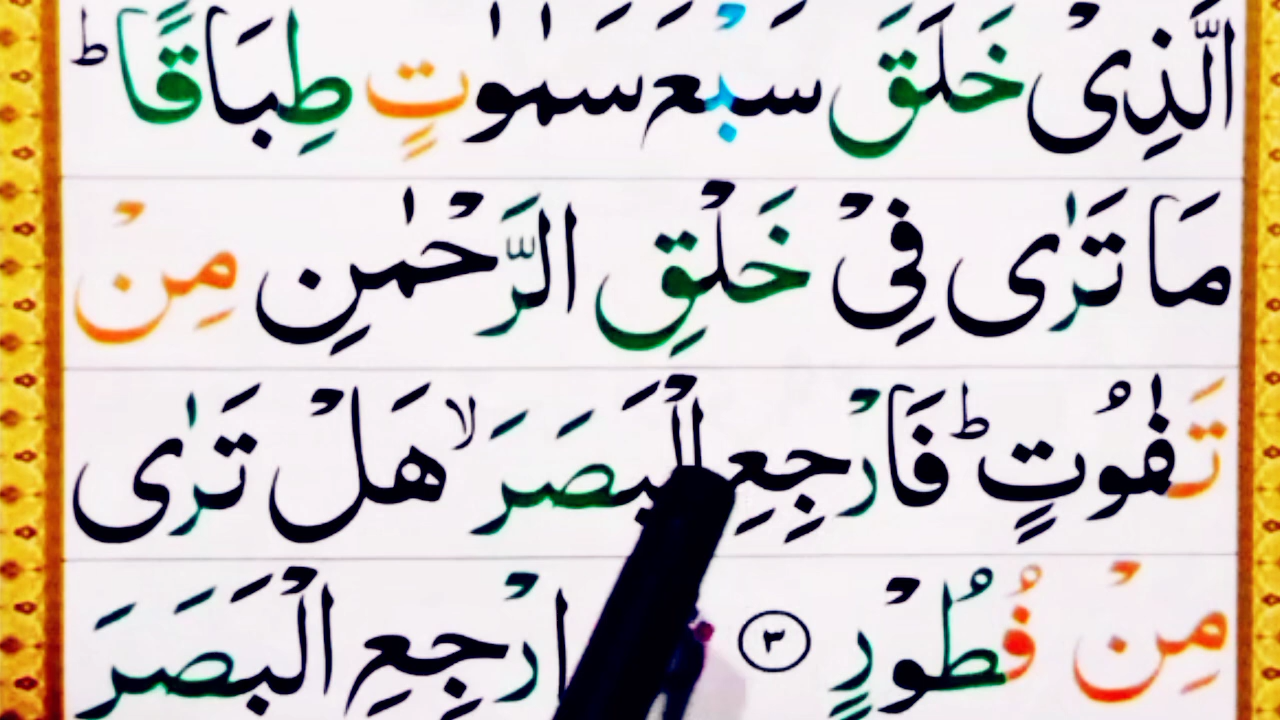 الَّذِیْ خَلَقَ سَبْعَ سَمٰوٰتٍ طِبَاقًا ؕ
مَا تَرٰی فِیْ خَلْقِ الرَّحْمٰنِ مِنْ
تَفٰوُتٍ ؕ فَارْجِعِ الْبَصَرَ ۙ هَلْ تَرٰی
مِنْ فُطُوْرٍ ﴿۳﴾ ارْجِعِ الْبَصَرَ